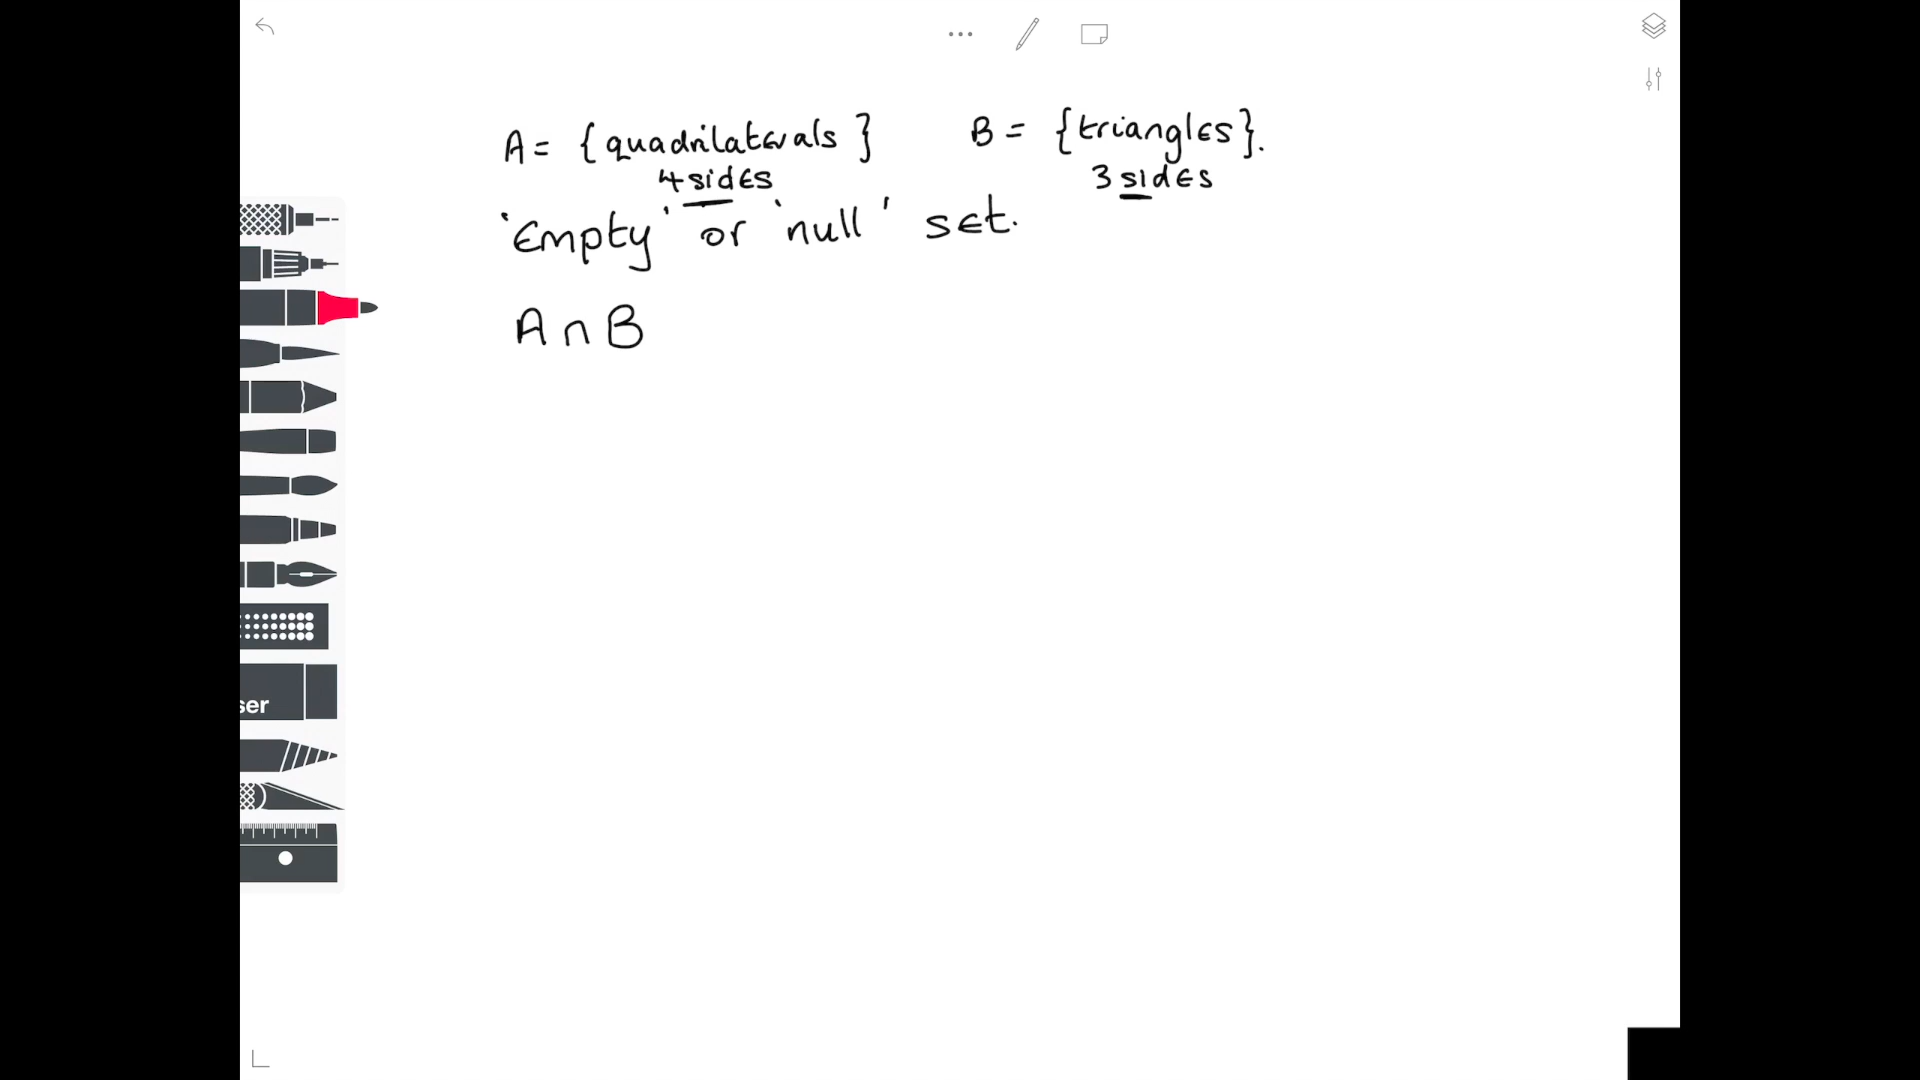 A = {quadrilaterals} B = {triangles}.
4 sides 3 sides
'Empty' or 'null' set.
A ∩ B
ser